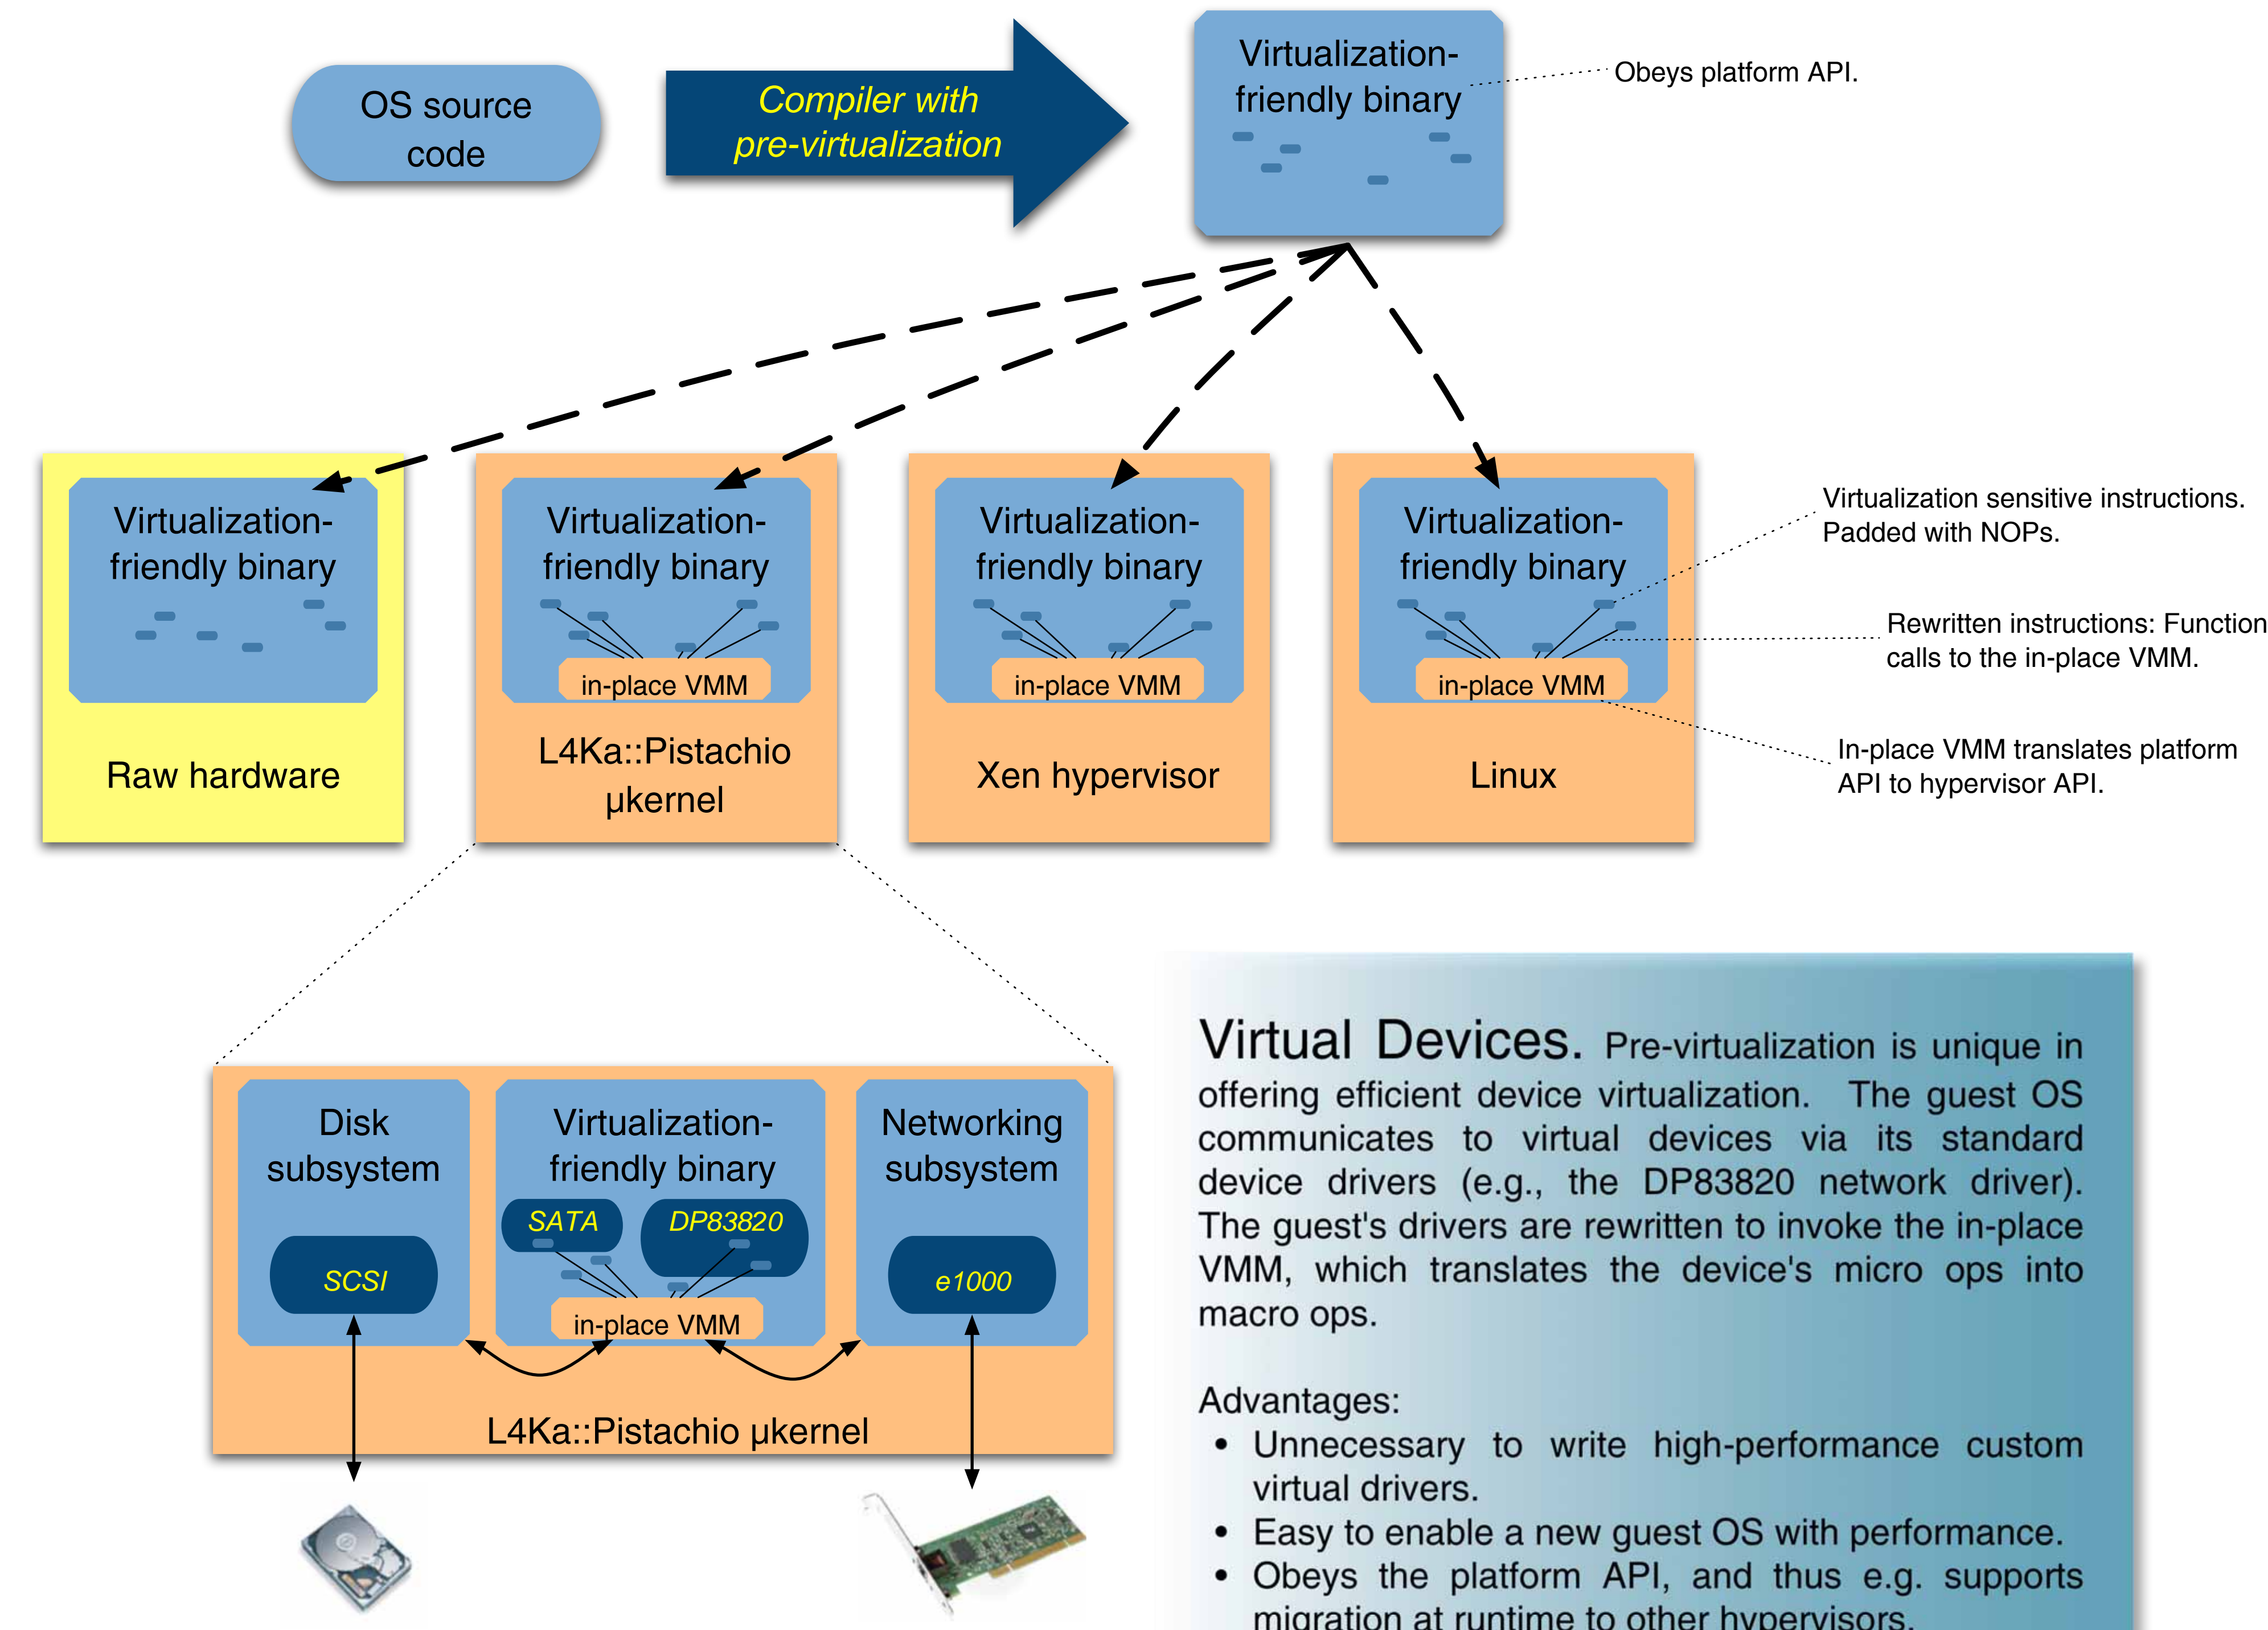 OS source
code
Compiler with
pre-virtualization
Virtualization-
friendly binary
Obeys platform API.
Virtualization-
friendly binary
Raw hardware
Virtualization-
friendly binary
in-place VMM
L4Ka::Pistachio
µkernel
Virtualization-
friendly binary
in-place VMM
Xen hypervisor
Virtualization-
friendly binary
in-place VMM
Linux
Virtualization sensitive instructions.
Padded with NOPs.
Rewritten instructions: Function
calls to the in-place VMM.
In-place VMM translates platform
API to hypervisor API.
Disk
subsystem
SCSI
Virtualization-
friendly binary
SATA
DP83820
in-place VMM
Networking
subsystem
e1000
L4Ka::Pistachio µkernel
Virtual Devices. Pre-virtualization is unique in
offering efficient device virtualization. The guest OS
communicates to virtual devices via its standard
device drivers (e.g., the DP83820 network driver).
The guest's drivers are rewritten to invoke the in-place
VMM, which translates the device's micro ops into
macro ops.
Advantages:
• Unnecessary to write high-performance custom
virtual drivers.
• Easy to enable a new guest OS with performance.
• Obeys the platform API, and thus e.g. supports
migration at runtime to other hypervisors.